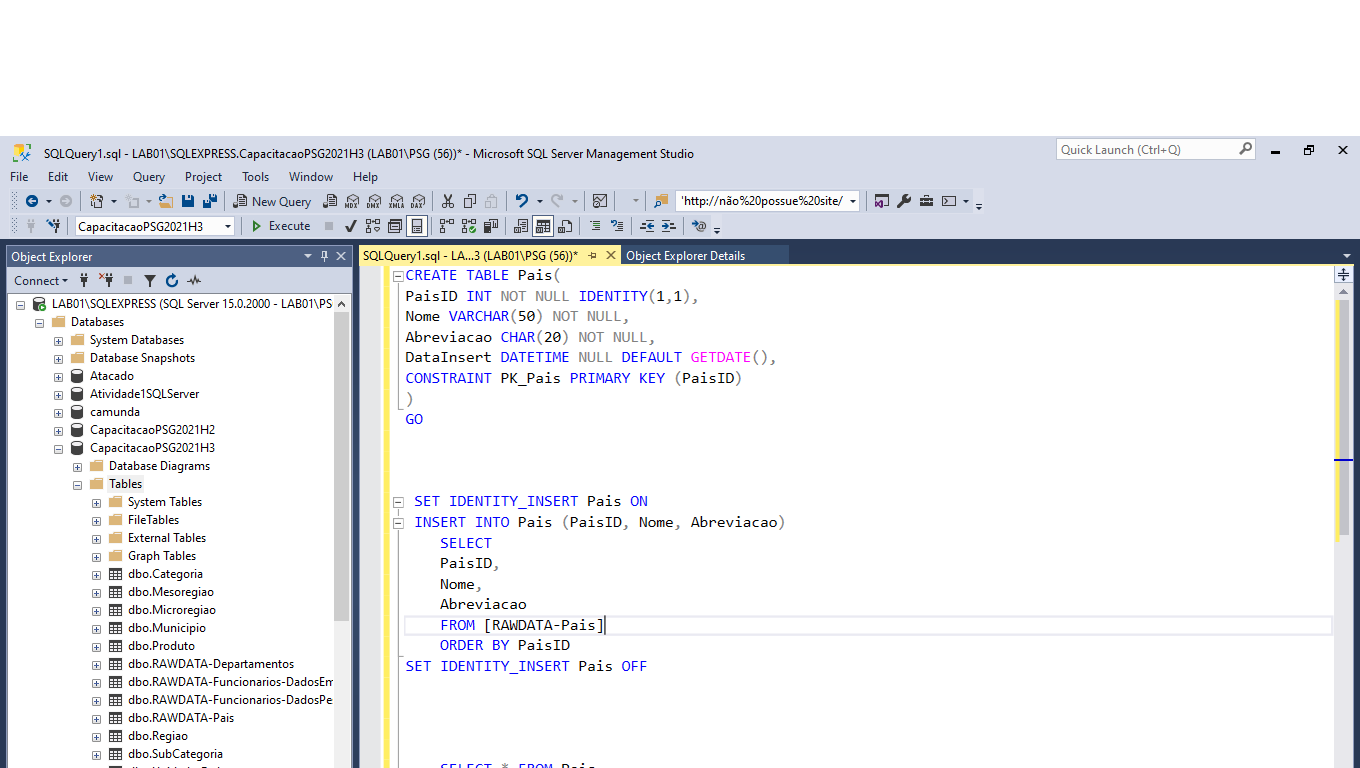 SQLQuery1.sql - LAB01\SQLEXPRESS.CapacitacaoPSG2021H3 (LAB01\PSG (56))* - Microsoft SQL Server Management Studio
Quick Launch (Ctrl+Q)
File Edit View Query Project Tools Window Help
New Query
MDX DMX XMLA DAX
'http://não%20possue%20site/
CapacitacaoPSG2021H3
Execute
Object Explorer
Connect
LAB01\SQLEXPRESS (SQL Server 15.0.2000 - LAB01\PS
Databases
System Databases
Database Snapshots
Atacado
Atividade1SQLServer
camunda
CapacitacaoPSG2021H2
CapacitacaoPSG2021H3
Database Diagrams
Tables
System Tables
FileTables
External Tables
Graph Tables
dbo.Categoria
dbo.Mesoregiao
dbo.Microregiao
dbo.Municipio
dbo.Produto
dbo.RAWDATA-Departamentos
dbo.RAWDATA-Funcionarios-DadosEm
dbo.RAWDATA-Funcionarios-DadosPe
dbo.RAWDATA-Pais
dbo.Regiao
dbo.SubCategoria
SQLQuery1.sql - LA...3 (LAB01\PSG (56))*
Object Explorer Details
CREATE TABLE Pais(
PaisID INT NOT NULL IDENTITY(1,1),
Nome VARCHAR(50) NOT NULL,
Abreviacao CHAR(20) NOT NULL,
DataInsert DATETIME NULL DEFAULT GETDATE(),
CONSTRAINT PK_Pais PRIMARY KEY (PaisID)
)
GO
SET IDENTITY_INSERT Pais ON
INSERT INTO Pais (PaisID, Nome, Abreviacao)
SELECT
PaisID,
Nome,
Abreviacao
FROM [RAWDATA-Pais]
ORDER BY PaisID
SET IDENTITY_INSERT Pais OFF
SELECT * FROM Pais